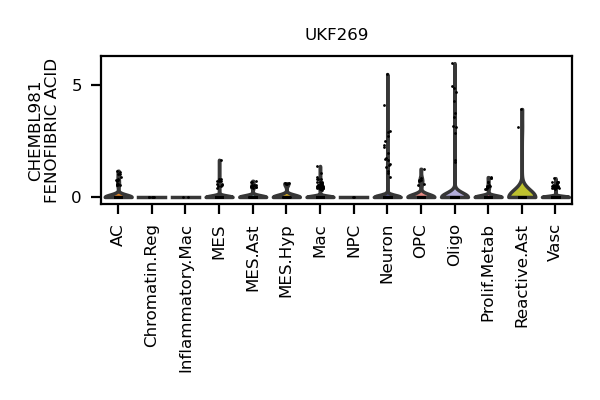 UKF269
CHEMBL981
FENOFIBRIC ACID
5
0
AC
Chromatin.Reg
Inflammatory.Mac
MES
MES.Ast
MES.Hyp
Mac
NPC
Neuron
OPC
Oligo
Prolif.Metab
Reactive.Ast
Vasc